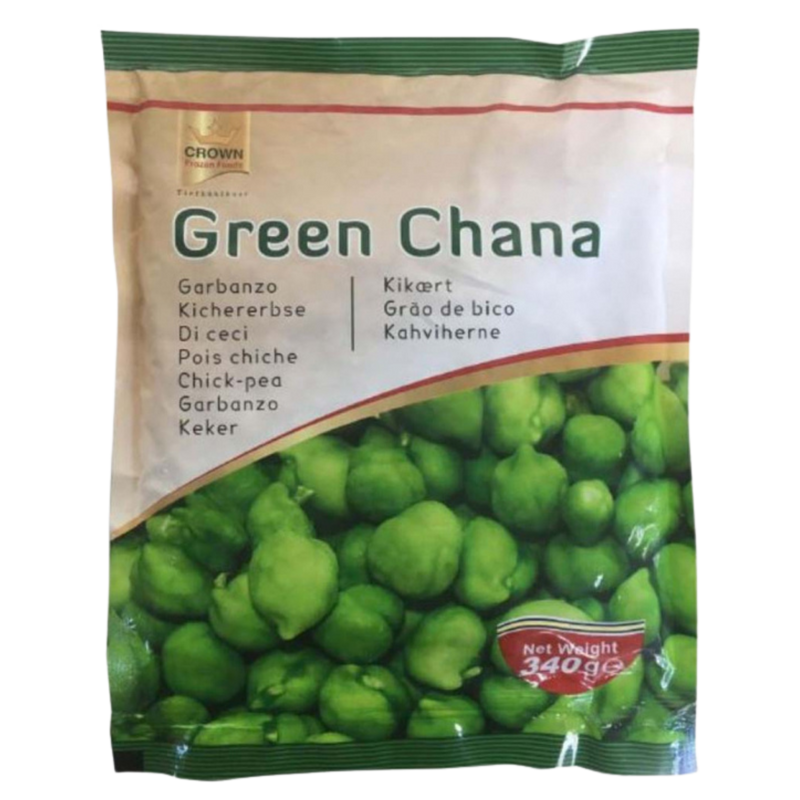 CROWN
Frozen Foods
Tiefkühlkost
Green Chana
Garbanzo
Kichererbse
Di ceci
Pois chiche
Chick-pea
Garbanzo
Keker
Kikært
Grão de bico
Kahviherne
Net Weight
340g℮